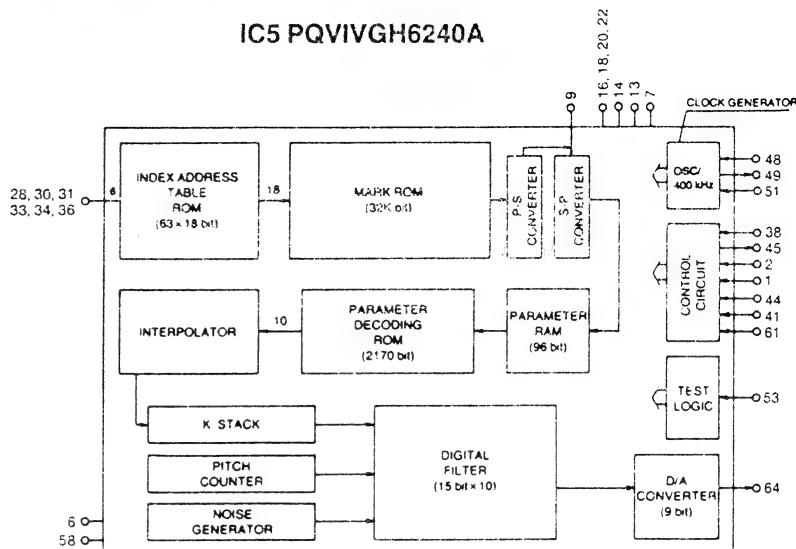 IC5 PQVIVGH6240A
9
16, 18, 20, 22
14
13
7
CLOCK GENERATOR
28, 30, 31
33, 34, 36
6
INDEX ADDRESS
TABLE
ROM
(63 × 18 bit)
18
MARK ROM
(32K bit)
P-S
CONVERTER
S-P
CONVERTER
OSC/
400 kHz
48
49
51
CONTROL
CIRCUIT
38
45
2
1
44
41
61
INTERPOLATOR
10
PARAMETER
DECODING
ROM
(2170 bit)
PARAMETER
RAM
(96 bit)
TEST
LOGIC
53
K STACK
PITCH
COUNTER
NOISE
GENERATOR
DIGITAL
FILTER
(15 bit × 10)
D/A
CONVERTER
(9 bit)
64
6
58